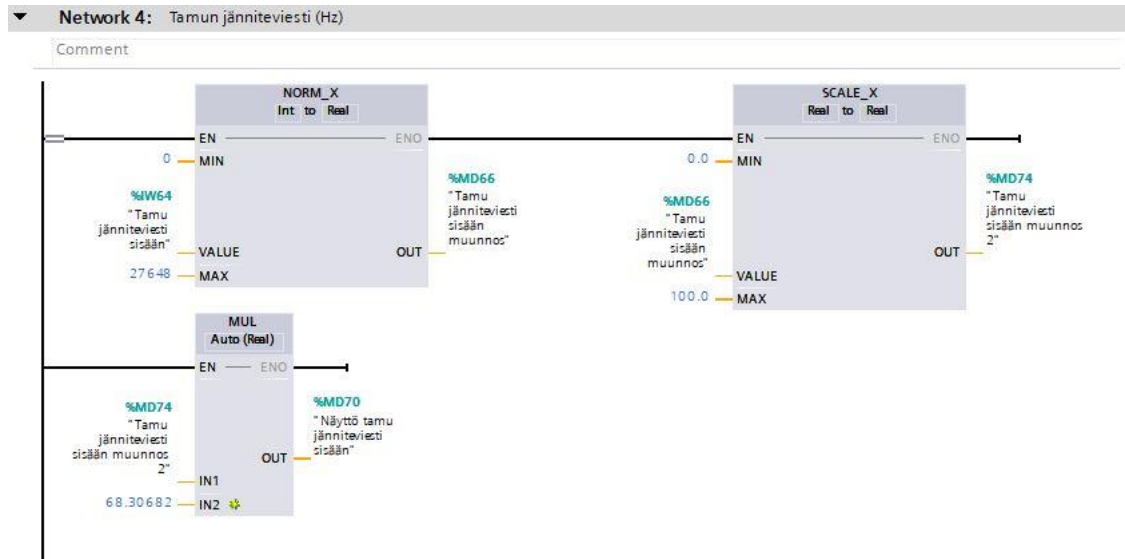 Network 4: Tamun jänniteviesti (Hz)
Comment
NORM_X
Int to Real
EN
ENO
0
MIN
%IW64
"Tamu
jänniteviesti
sisään"
VALUE
27648
MAX
%MD66
"Tamu
jänniteviesti
sisään
muunnos"
OUT
SCALE_X
Real to Real
EN
ENO
0.0
MIN
%MD66
"Tamu
jänniteviesti
sisään
muunnos"
VALUE
100.0
MAX
%MD74
"Tamu
jänniteviesti
sisään muunnos
2"
OUT
MUL
Auto (Real)
EN
ENO
%MD74
"Tamu
jänniteviesti
sisään muunnos
2"
IN1
68.30682
IN2
%MD70
"Näyttö tamu
jänniteviesti
sisään"
OUT